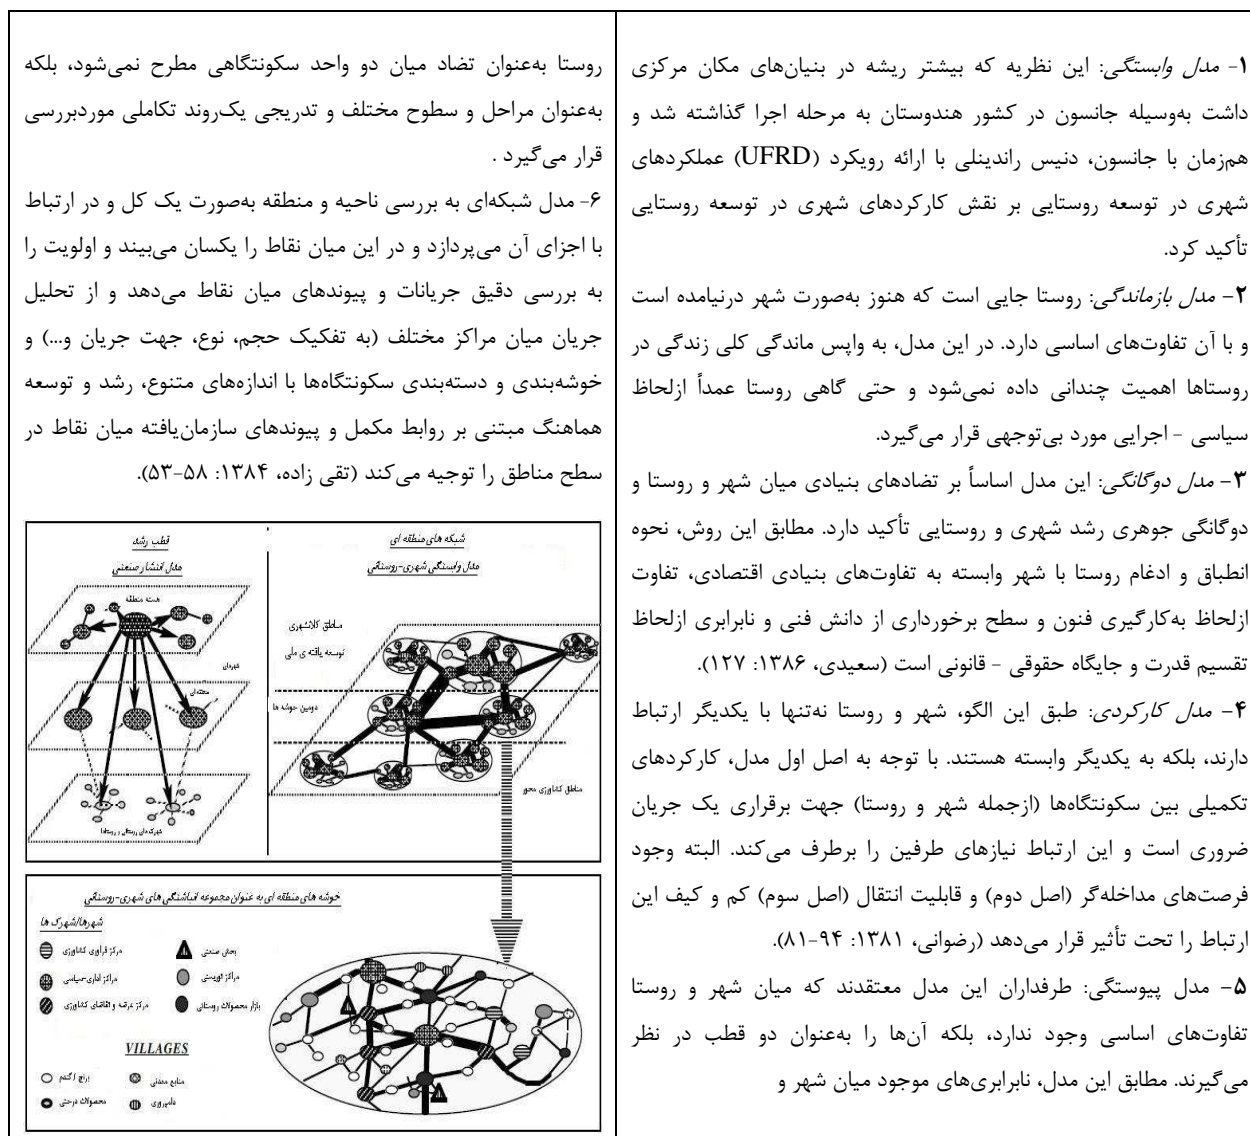 ۱- مدل وابستگی: این نظریه که بیشتر ریشه در بنیان‌های مکان مرکزی
داشت به‌وسیله جانسون در کشور هندوستان به مرحله اجرا گذاشته شد و
هم‌زمان با جانسون، دنیس راندینلی با ارائه رویکرد (UFRD) عملکردهای
شهری در توسعه روستایی بر نقش کارکردهای شهری در توسعه روستایی
تأکید کرد.
۲- مدل بازماندگی: روستا جایی است که هنوز به‌صورت شهر درنیامده است
و با آن تفاوت‌های اساسی دارد. در این مدل، به واپس ماندگی کلی زندگی در
روستاها اهمیت چندانی داده نمی‌شود و حتی گاهی روستا عمداً ازلحاظ
سیاسی - اجرایی مورد بی‌توجهی قرار می‌گیرد.
۳- مدل دوگانگی: این مدل اساساً بر تضادهای بنیادی میان شهر و روستا و
دوگانگی جوهری رشد شهری و روستایی تأکید دارد. مطابق این روش، نحوه
انطباق و ادغام روستا با شهر وابسته به تفاوت‌های بنیادی اقتصادی، تفاوت
ازلحاظ به‌کارگیری فنون و سطح برخورداری از دانش فنی و نابرابری ازلحاظ
تقسیم قدرت و جایگاه حقوقی - قانونی است (سعیدی، ۱۳۸۶: ۱۲۷).
۴- مدل کارکردی: طبق این الگو، شهر و روستا نه‌تنها با یکدیگر ارتباط
دارند، بلکه به یکدیگر وابسته هستند. با توجه به اصل اول مدل، کارکردهای
تکمیلی بین سکونتگاه‌ها (ازجمله شهر و روستا) جهت برقراری یک جریان
ضروری است و این ارتباط نیازهای طرفین را برطرف می‌کند. البته وجود
فرصت‌های مداخله‌گر (اصل دوم) و قابلیت انتقال (اصل سوم) کم و کیف این
ارتباط را تحت تأثیر قرار می‌دهد (رضوانی، ۱۳۸۱: ۹۴-۸۱).
۵- مدل پیوستگی: طرفداران این مدل معتقدند که میان شهر و روستا
تفاوت‌های اساسی وجود ندارد، بلکه آن‌ها را به‌عنوان دو قطب در نظر
می‌گیرند. مطابق این مدل، نابرابری‌های موجود میان شهر و
روستا به‌عنوان تضاد میان دو واحد سکونتگاهی مطرح نمی‌شود، بلکه
به‌عنوان مراحل و سطوح مختلف و تدریجی یک‌روند تکاملی موردبررسی
قرار می‌گیرد .
۶- مدل شبکه‌ای به بررسی ناحیه و منطقه به‌صورت یک کل و در ارتباط
با اجزای آن می‌پردازد و در این میان نقاط را یکسان می‌بیند و اولویت را
به بررسی دقیق جریانات و پیوندهای میان نقاط می‌دهد و از تحلیل
جریان میان مراکز مختلف (به تفکیک حجم، نوع، جهت جریان و...) و
خوشه‌بندی و دسته‌بندی سکونتگاه‌ها با اندازه‌های متنوع، رشد و توسعه
هماهنگ مبتنی بر روابط مکمل و پیوندهای سازمان‌یافته میان نقاط در
سطح مناطق را توجیه می‌کند (تقی زاده، ۱۳۸۴: ۵۸-۵۳).
شبکه های منطقه ای
مدل وابستگی شهری-روستائی
مناطق کلانشهری
توسعه یافته ی ملی
دومین خوشه ها
مناطق کشاورزی محور
قطب رشد
مدل انتشار صنعتی
هسته منطقه
شهرکهای روستائی و روستاها
خوشه های منطقه ای به عنوان مجموعه انباشتگی های شهری-روستائی
شهرها/شهرک ها
بخش صنعتی
مرکز فرآوری کشاورزی
مراکز توریستی
مراکز اداری-سیاسی
بازار محصولات روستائی
مرکز عرضه و تقاضای کشاورزی
VILLAGES
منابع معدنی
برنج / گندم
دامپروری
محصولات درختی